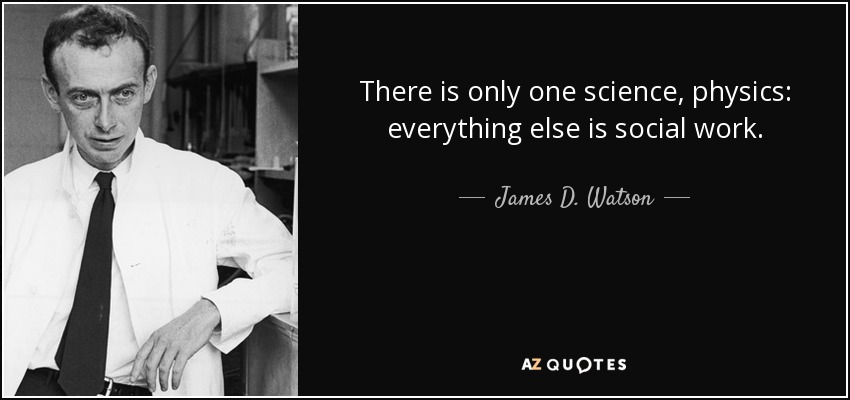 There is only one science, physics:
everything else is social work.
James D. Watson
AZ QUOTES